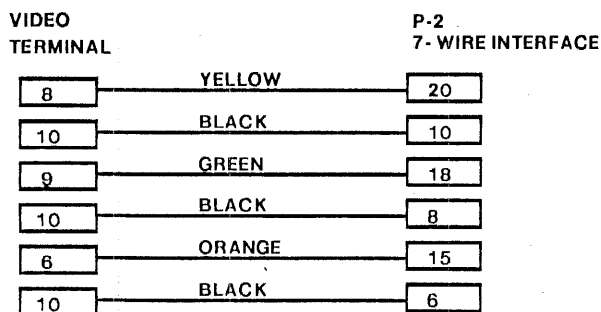 VIDEO TERMINAL
P-2
7- WIRE INTERFACE
8 YELLOW 20
10 BLACK 10
9 GREEN 18
10 BLACK 8
6 ORANGE 15
10 BLACK 6